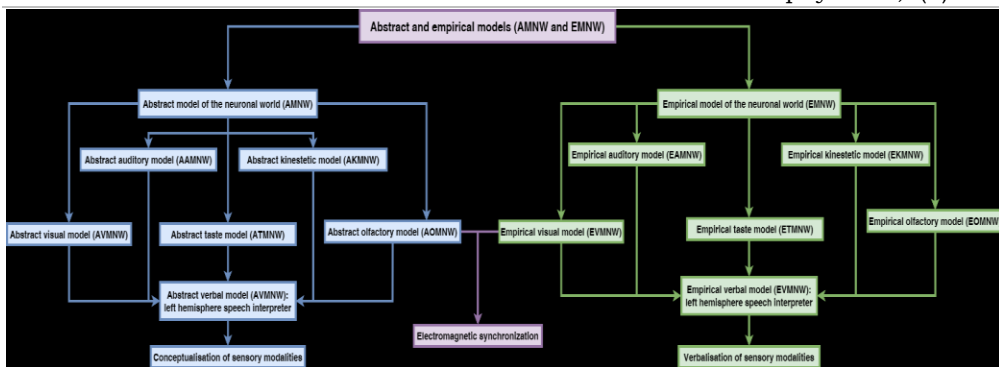 Abstract and empirical models (AMNW and EMNW)
Abstract model of the neuronal world (AMNW)
Empirical model of the neuronal world (EMNW)
Abstract auditory model (AAMNW)
Abstract kinestetic model (AKMNW)
Empirical auditory model (EAMNW)
Empirical kinestetic model (EKMNW)
Abstract visual model (AVMNW)
Abstract taste model (ATMNW)
Abstract olfactory model (AOMNW)
Empirical visual model (EVMNW)
Empirical taste model (ETMNW)
Empirical olfactory model (EOMNW)
Abstract verbal model (AVMNW):
left hemisphere speech interpreter
Empirical verbal model (EVMNW):
left hemisphere speech interpreter
Electromagnetic synchronization
Conceptualisation of sensory modalities
Verbalisation of sensory modalities